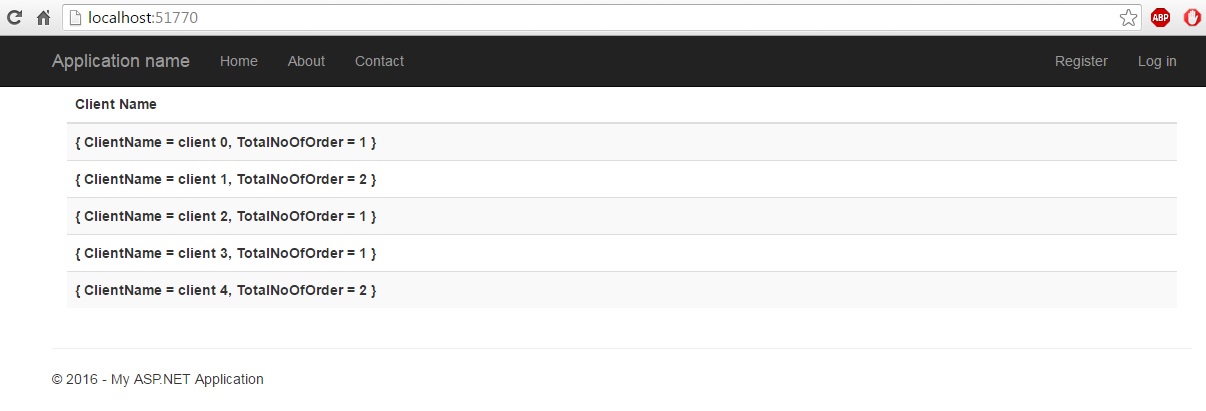 localhost:51770
ABP
Application name Home About Contact Register Log in
Client Name
{ ClientName = client 0, TotalNoOfOrder = 1 }
{ ClientName = client 1, TotalNoOfOrder = 2 }
{ ClientName = client 2, TotalNoOfOrder = 1 }
{ ClientName = client 3, TotalNoOfOrder = 1 }
{ ClientName = client 4, TotalNoOfOrder = 2 }
© 2016 - My ASP.NET Application